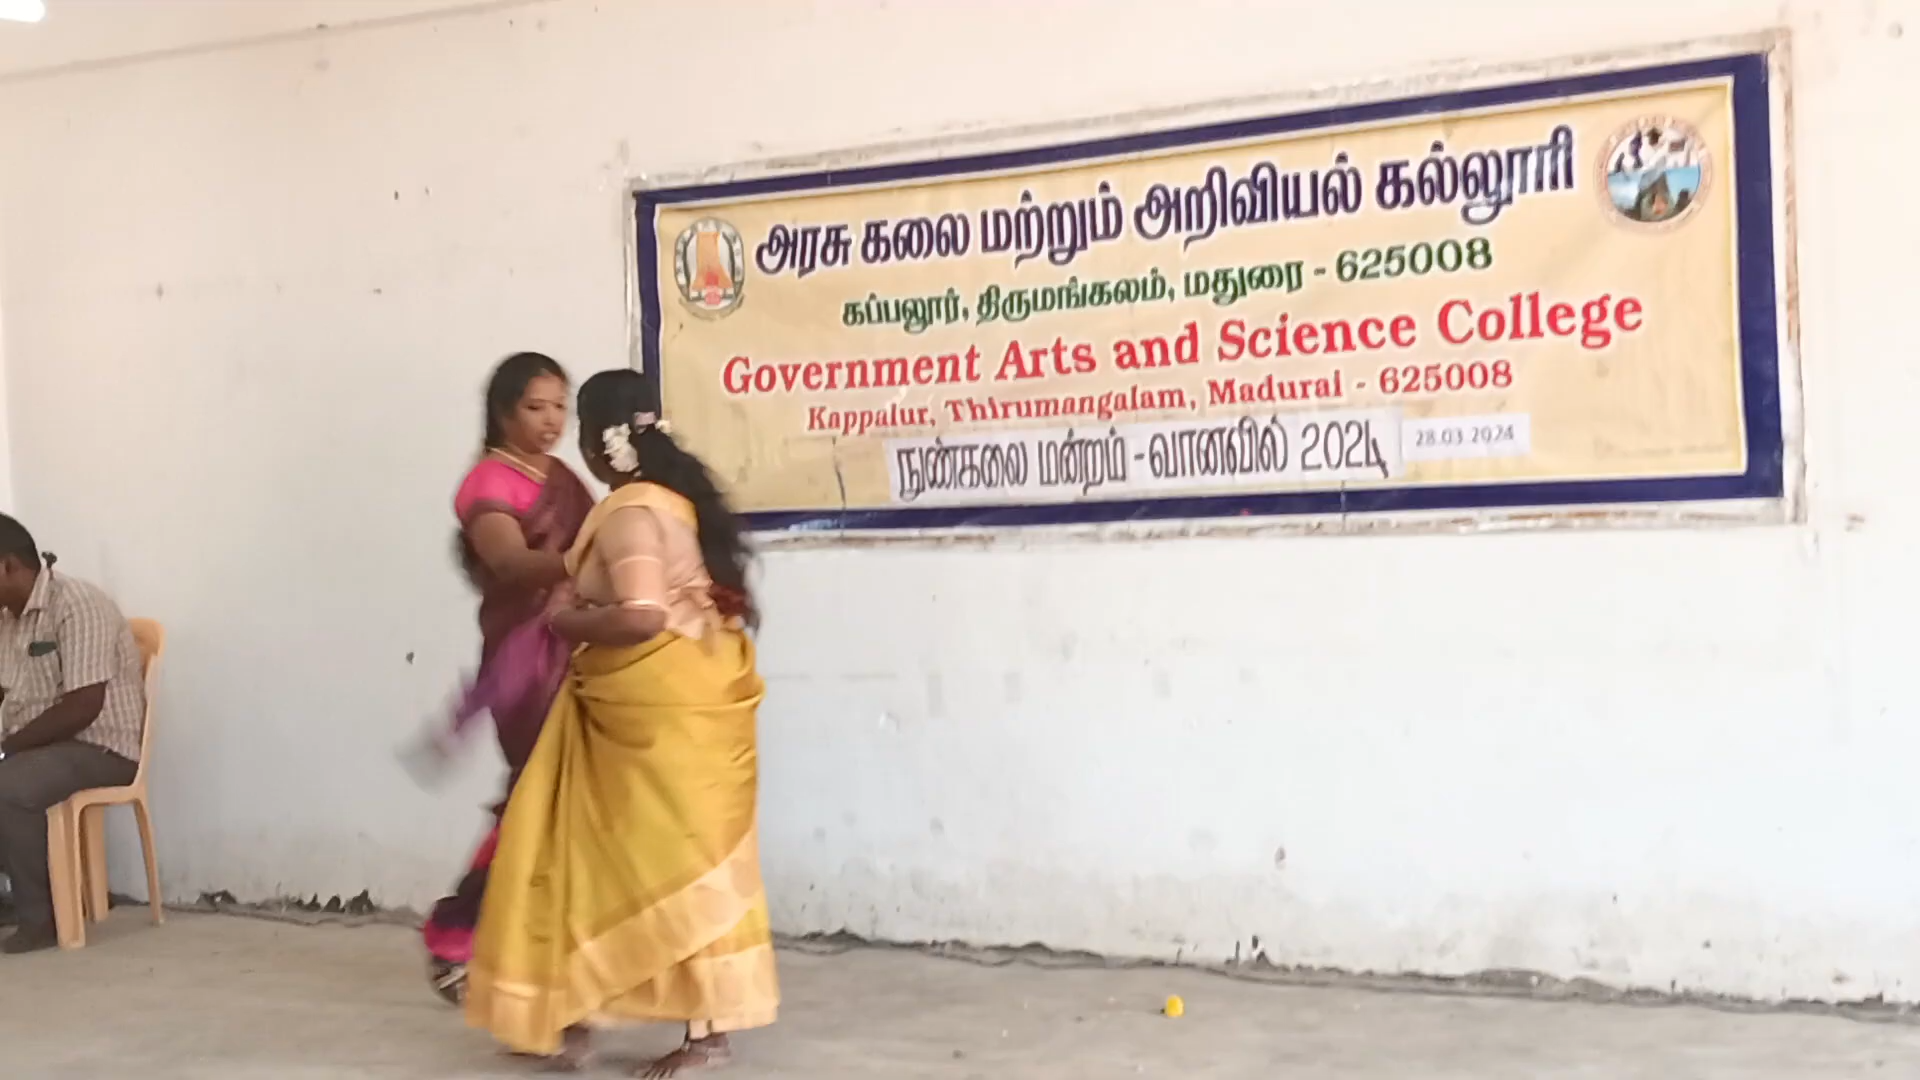 அரசு கலை மற்றும் அறிவியல் கல்லூரி
கப்பலூர், திருமங்கலம், மதுரை - 625008
Government Arts and Science College
Kappalur, Thirumangalam, Madurai - 625008
நுண்கலை மன்றம் - வானவில் 2024 28.03.2024